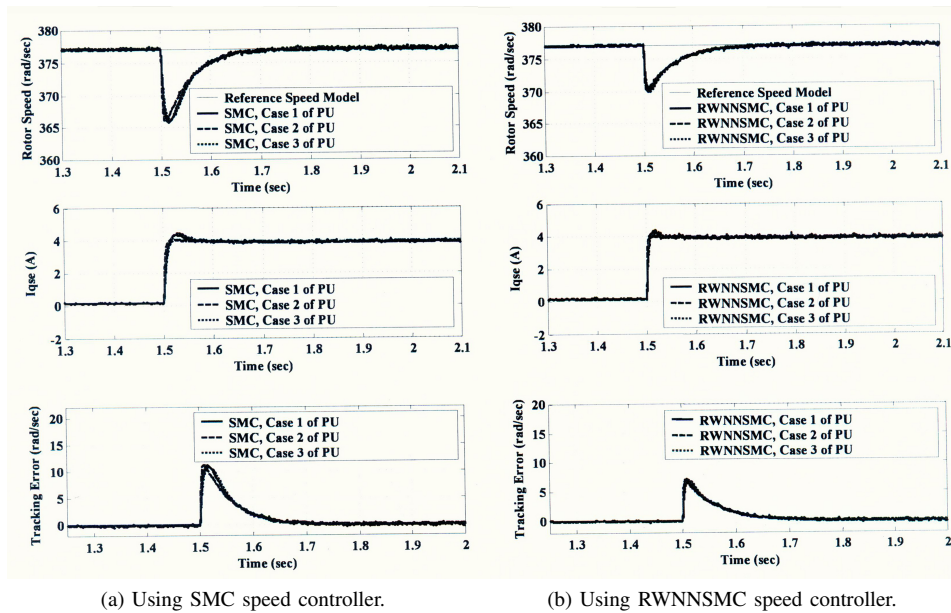 380
375
370
365
360
Rotor Speed (rad/sec)
Reference Speed Model
SMC, Case 1 of PU
SMC, Case 2 of PU
SMC, Case 3 of PU
1.3 1.4 1.5 1.6 1.7 1.8 1.9 2 2.1
Time (sec)
6
4
2
0
-2
Iqse (A)
SMC, Case 1 of PU
SMC, Case 2 of PU
SMC, Case 3 of PU
1.3 1.4 1.5 1.6 1.7 1.8 1.9 2 2.1
Time (sec)
20
15
10
5
0
Tracking Error (rad/sec)
SMC, Case 1 of PU
SMC, Case 2 of PU
SMC, Case 3 of PU
1.3 1.4 1.5 1.6 1.7 1.8 1.9 2
Time (sec)
(a) Using SMC speed controller.
380
375
370
365
360
Rotor Speed (rad/sec)
Reference Speed Model
RWNNSMC, Case 1 of PU
RWNNSMC, Case 2 of PU
RWNNSMC, Case 3 of PU
1.3 1.4 1.5 1.6 1.7 1.8 1.9 2 2.1
Time (sec)
6
4
2
0
-2
Iqse (A)
RWNNSMC, Case 1 of PU
RWNNSMC, Case 2 of PU
RWNNSMC, Case 3 of PU
1.3 1.4 1.5 1.6 1.7 1.8 1.9 2 2.1
Time (sec)
20
15
10
5
0
Tracking Error (rad/sec)
RWNNSMC, Case 1 of PU
RWNNSMC, Case 2 of PU
RWNNSMC, Case 3 of PU
1.3 1.4 1.5 1.6 1.7 1.8 1.9 2
Time (sec)
(b) Using RWNNSMC speed controller.